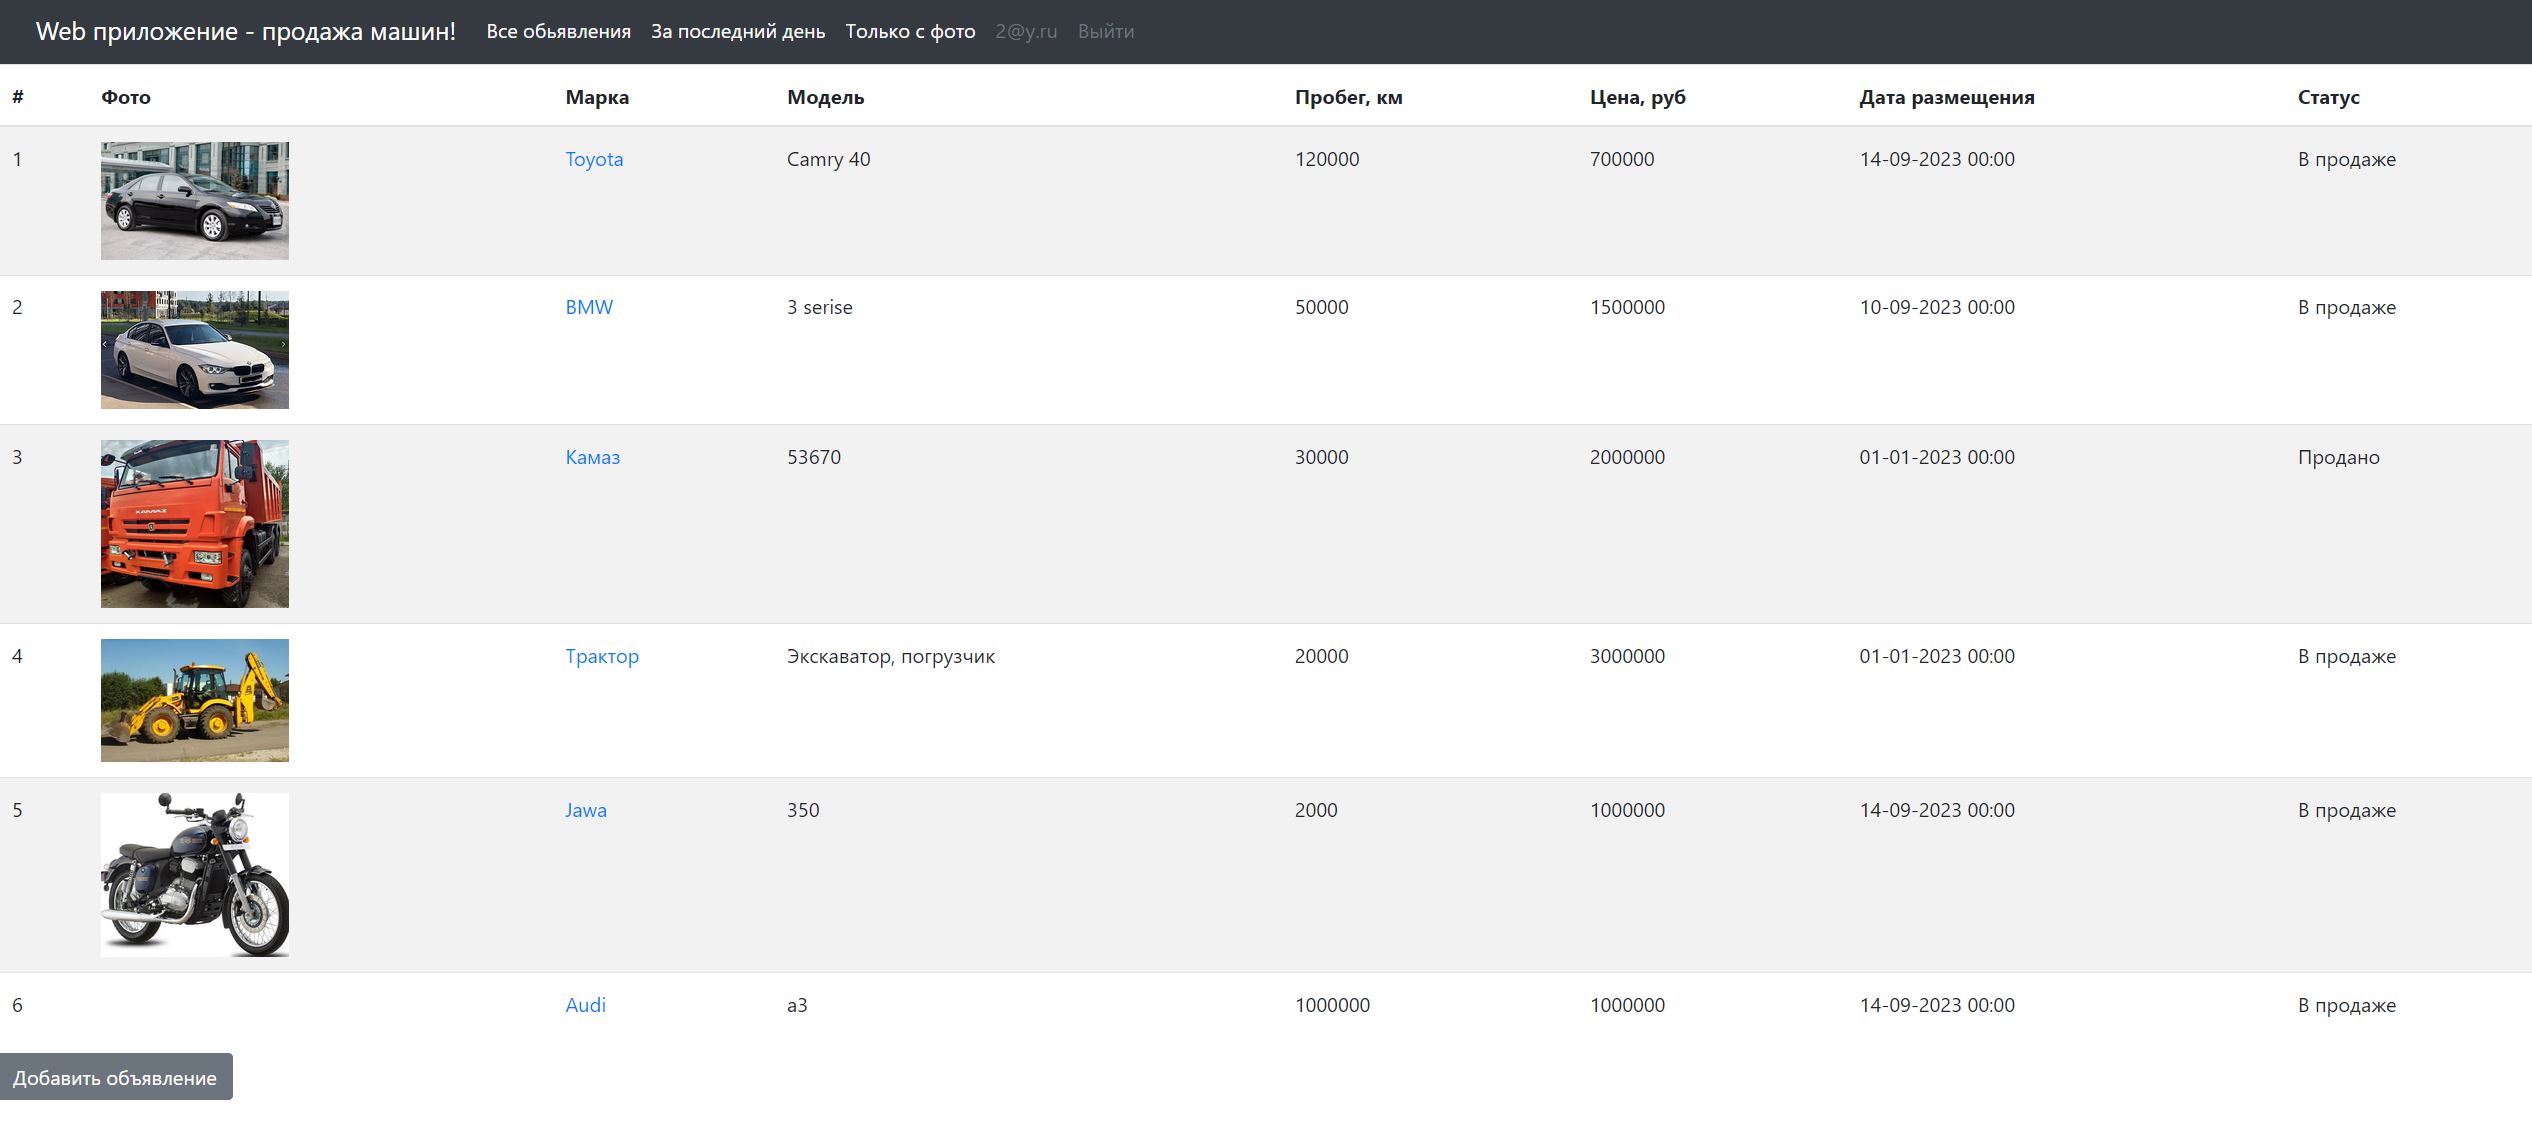 Web приложение - продажа машин! Все обьявления За последний день Только с фото 2@y.ru Выйти
# Фото Марка Модель Пробег, км Цена, руб Дата размещения Статус
1 Toyota Camry 40 120000 700000 14-09-2023 00:00 В продаже
2 BMW 3 serise 50000 1500000 10-09-2023 00:00 В продаже
3 Камаз 53670 30000 2000000 01-01-2023 00:00 Продано
KAMAZ
4 Трактор Экскаватор, погрузчик 20000 3000000 01-01-2023 00:00 В продаже
5 Jawa 350 2000 1000000 14-09-2023 00:00 В продаже
6 Audi a3 1000000 1000000 14-09-2023 00:00 В продаже
Добавить объявление